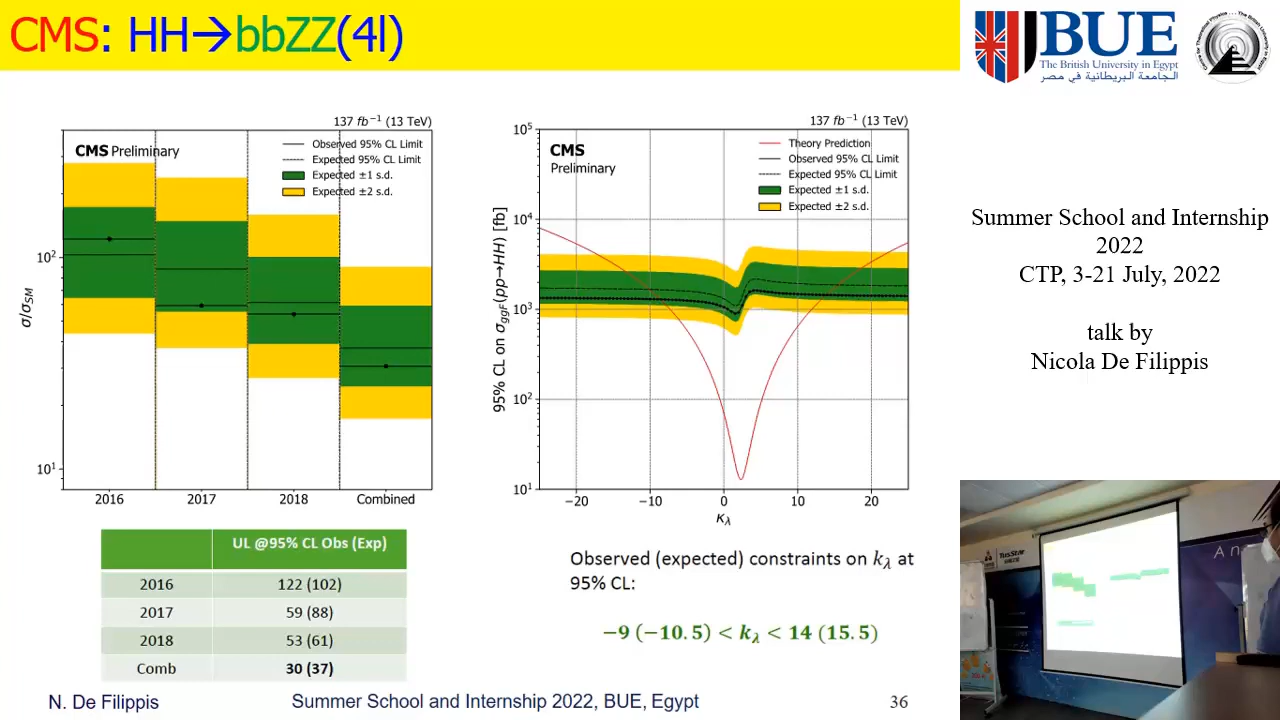 CMS: HH→bbZZ(4l)
BUE
The British University in Egypt
الجامعة البريطانية في مصر
137 fb⁻¹ (13 TeV)
CMS Preliminary
Observed 95% CL Limit
Expected 95% CL Limit
Expected ±1 s.d.
Expected ±2 s.d.
10²
10¹
σ/σSM
2016
2017
2018
Combined
137 fb⁻¹ (13 TeV)
CMS
Preliminary
Theory Prediction
Observed 95% CL Limit
Expected 95% CL Limit
Expected ±1 s.d.
Expected ±2 s.d.
10⁵
10⁴
10³
10²
10¹
95% CL on σggF(pp→HH) [fb]
−20
−10
0
10
20
κλ
UL @95% CL Obs (Exp)
2016 122 (102)
2017 59 (88)
2018 53 (61)
Comb 30 (37)
Observed (expected) constraints on kλ at
95% CL:
−9 (−10.5) < kλ < 14 (15.5)
N. De Filippis
Summer School and Internship 2022, BUE, Egypt
36
Summer School and Internship
2022
CTP, 3-21 July, 2022
talk by
Nicola De Filippis
TusStar